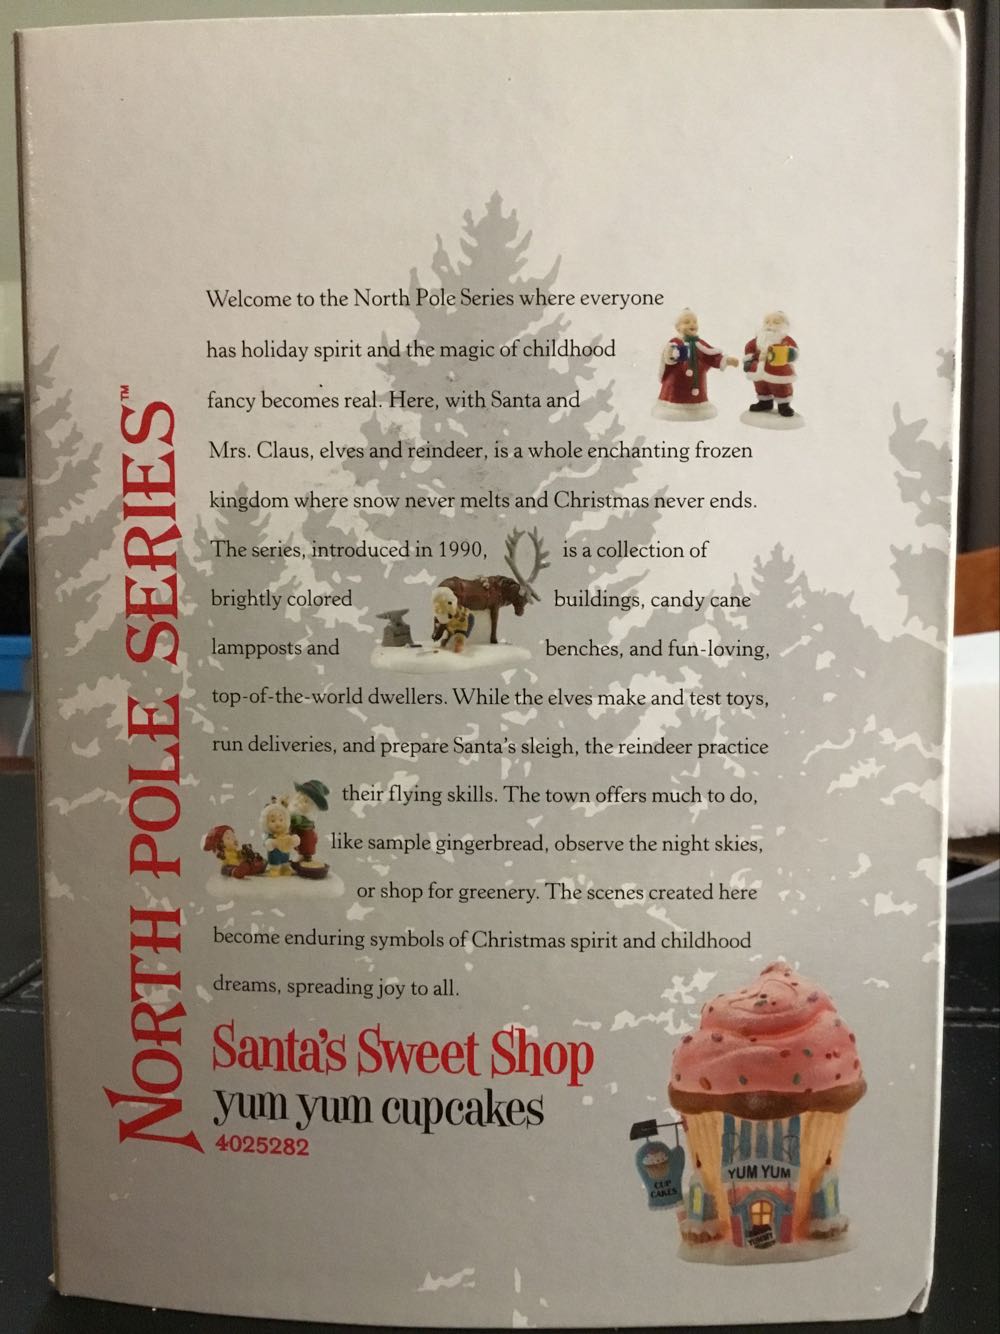 NORTH POLE SERIES™
Welcome to the North Pole Series where everyone
has holiday spirit and the magic of childhood
fancy becomes real. Here, with Santa and
Mrs. Claus, elves and reindeer, is a whole enchanting frozen
kingdom where snow never melts and Christmas never ends.
The series, introduced in 1990, is a collection of
brightly colored buildings, candy cane
lampposts and benches, and fun-loving,
top-of-the-world dwellers. While the elves make and test toys,
run deliveries, and prepare Santa's sleigh, the reindeer practice
their flying skills. The town offers much to do,
like sample gingerbread, observe the night skies,
or shop for greenery. The scenes created here
become enduring symbols of Christmas spirit and childhood
dreams, spreading joy to all.
Santa's Sweet Shop
yum yum cupcakes
4025282
YUM YUM
CUP
CAKES
YUMMY